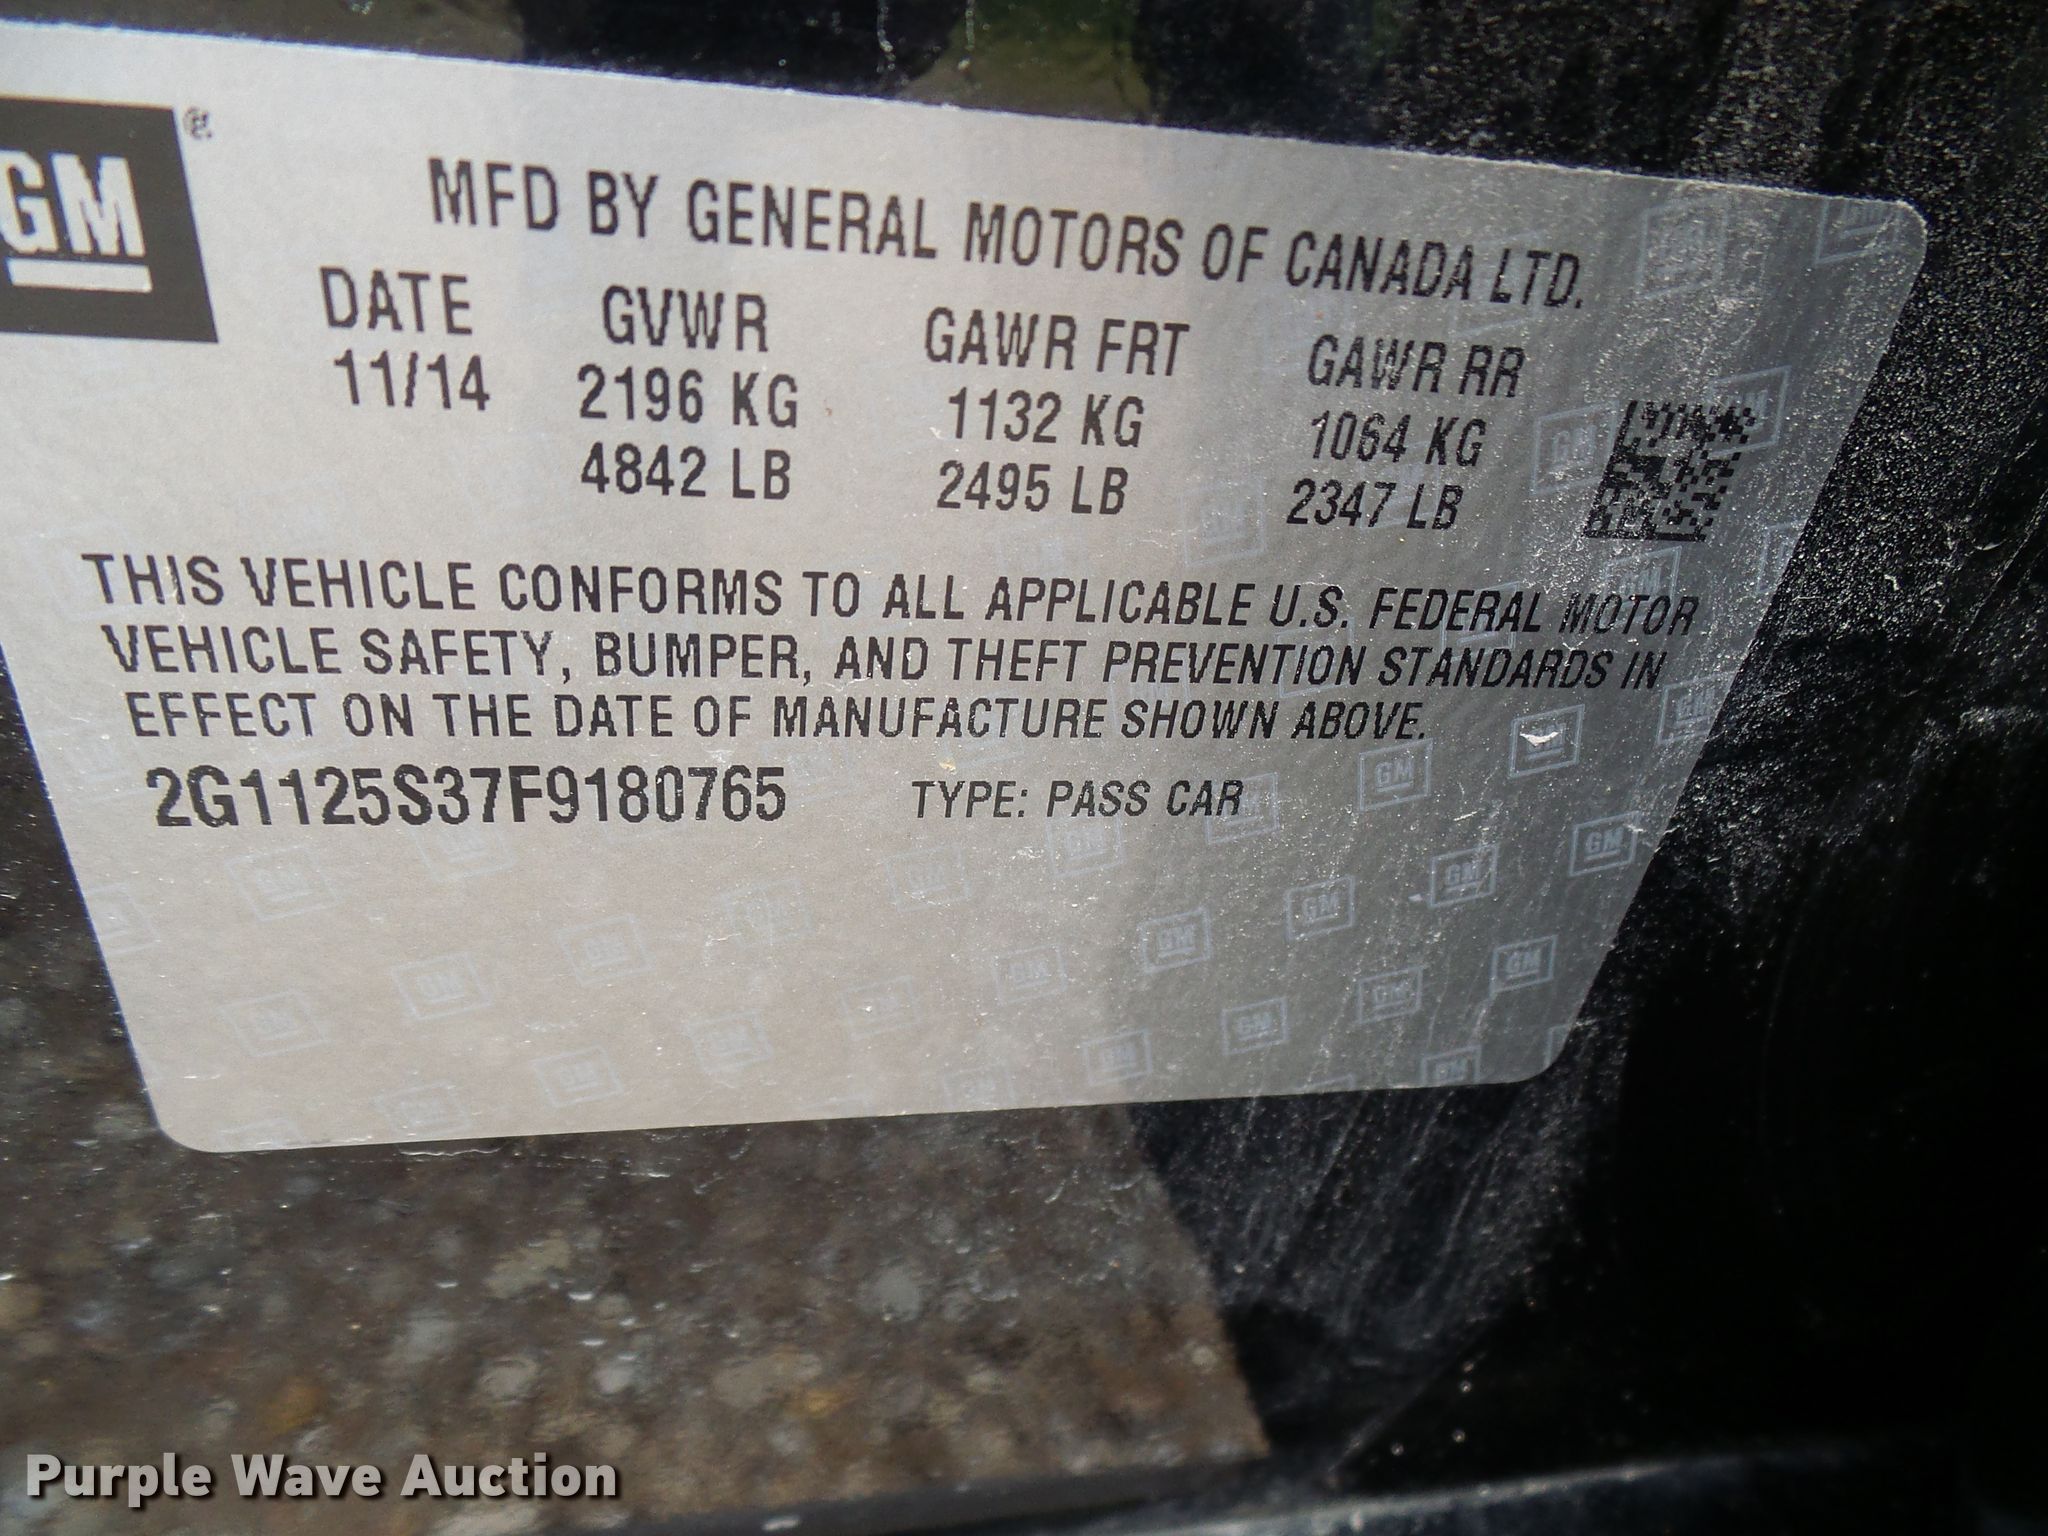 GM®
MFD BY GENERAL MOTORS OF CANADA LTD.
DATE GVWR GAWR FRT GAWR RR
11/14 2196 KG 1132 KG 1064 KG
4842 LB 2495 LB 2347 LB
THIS VEHICLE CONFORMS TO ALL APPLICABLE U.S. FEDERAL MOTOR
VEHICLE SAFETY, BUMPER, AND THEFT PREVENTION STANDARDS IN
EFFECT ON THE DATE OF MANUFACTURE SHOWN ABOVE.
2G1125S37F9180765 TYPE: PASS CAR
Purple Wave Auction